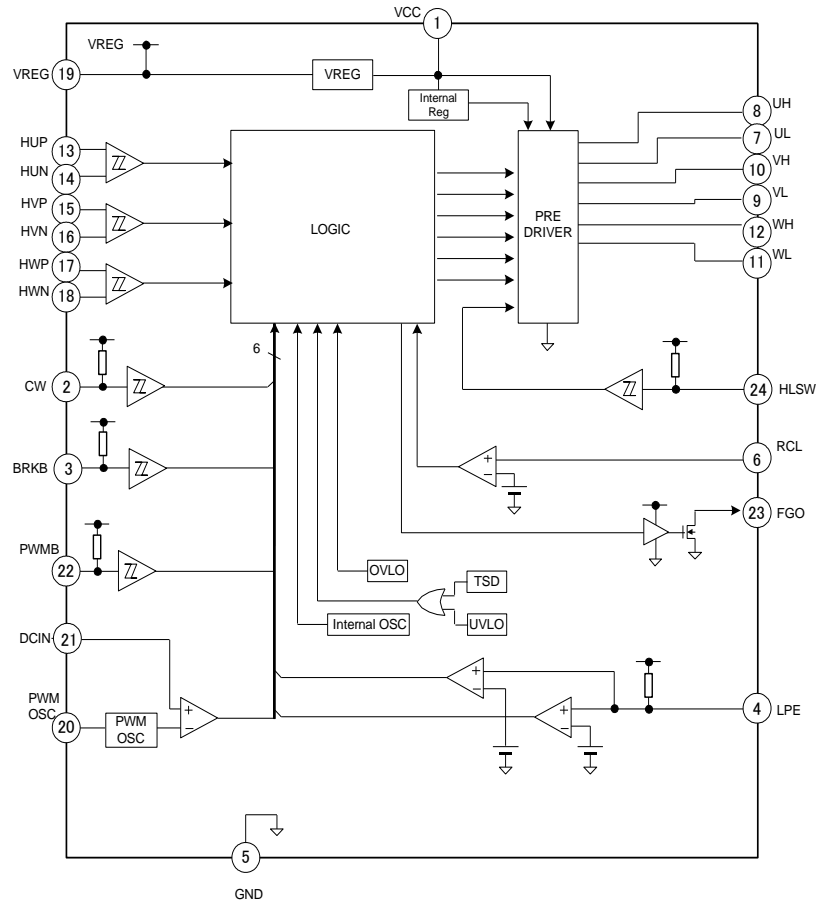 VCC
1
VREG
VREG
19
VREG
Internal
Reg
UH
8
UL
7
VH
10
VL
9
WH
12
WL
11
HUP
13
HUN
14
HVP
15
HVN
16
HWP
17
HWN
18
LOGIC
PRE
DRIVER
6
CW
2
24
HLSW
BRKB
3
RCL
6
+
−
23
FGO
PWMB
22
OVLO
TSD
Internal OSC
UVLO
DCIN
21
PWM
OSC
20
PWM
OSC
+
−
+
−
+
−
4
LPE
5
GND